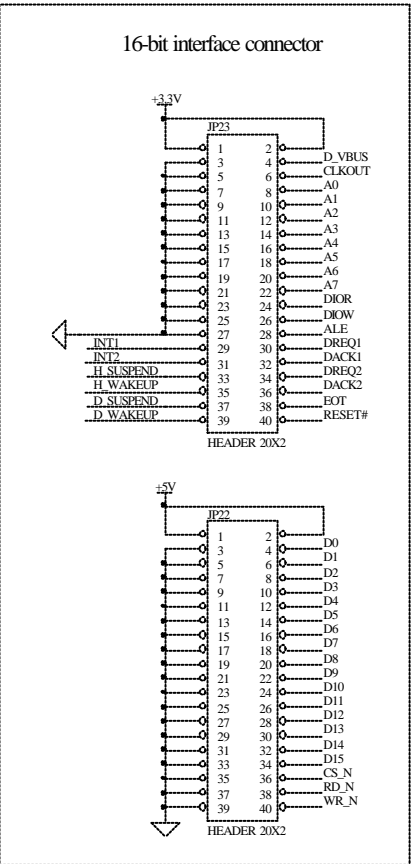 16-bit interface connector
+3.3V
JP23
1 2
3 4 D_VBUS
5 6 CLKOUT
7 8 A0
9 10 A1
11 12 A2
13 14 A3
15 16 A4
17 18 A5
19 20 A6
21 22 A7
23 24 DIOR
25 26 DIOW
27 28 ALE
INT1 29 30 DREQ1
INT2 31 32 DACK1
H_SUSPEND 33 34 DREQ2
H_WAKEUP 35 36 DACK2
D_SUSPEND 37 38 EOT
D_WAKEUP 39 40 RESET#
HEADER 20X2
+5V
JP22
1 2
3 4 D0
5 6 D1
7 8 D2
9 10 D3
11 12 D4
13 14 D5
15 16 D6
17 18 D7
19 20 D8
21 22 D9
23 24 D10
25 26 D11
27 28 D12
29 30 D13
31 32 D14
33 34 D15
35 36 CS_N
37 38 RD_N
39 40 WR_N
HEADER 20X2